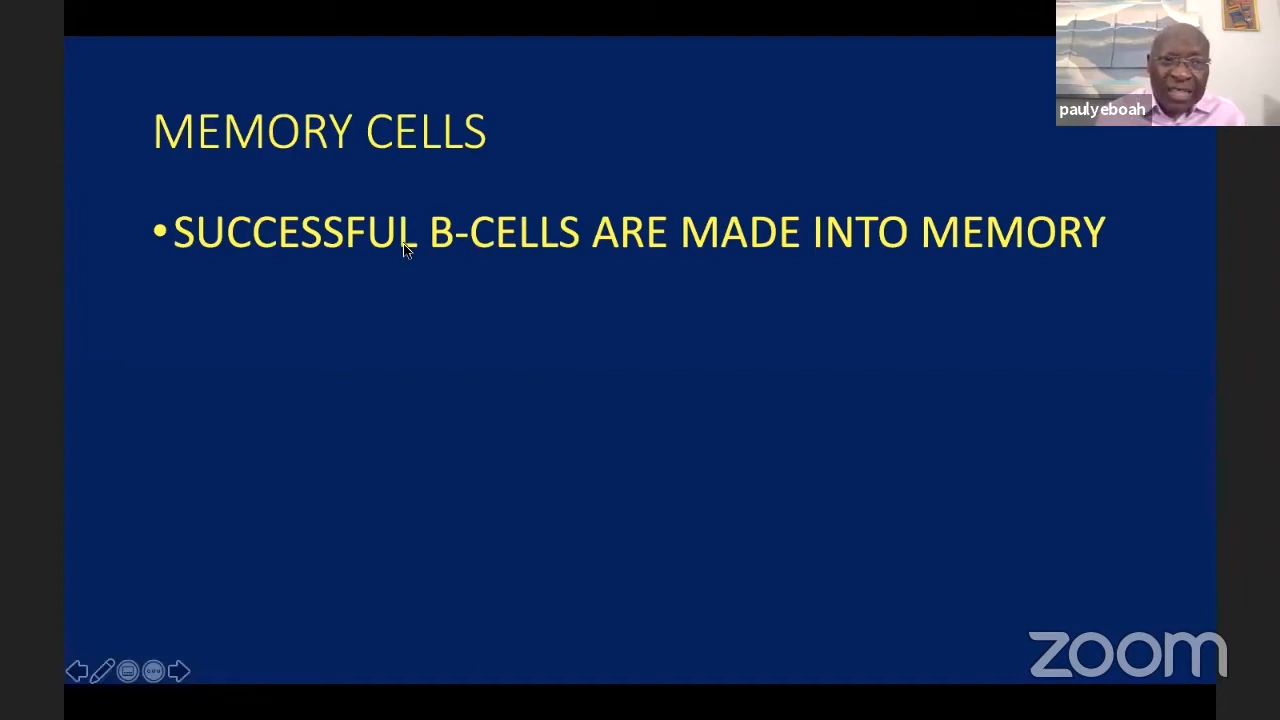 paulyeboah
MEMORY CELLS
•SUCCESSFUL B-CELLS ARE MADE INTO MEMORY
zoom